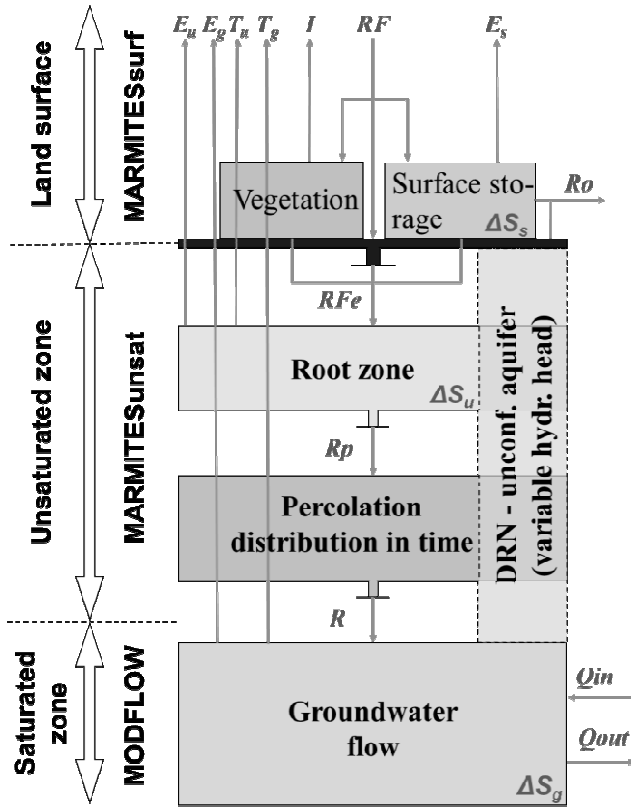 Eu Eg Tu Tg I RF Es
Land surface
MARMITESsurf
Vegetation
Surface sto-
rage
ΔSs
Ro
RFe
Unsaturated zone
MARMITESunsat
Root zone
ΔSu
Rp
Percolation
distribution in time
DRN - unconf. aquifer
(variable hydr. head)
R
Saturated
zone
MODFLOW
Groundwater
flow
ΔSg
Qin
Qout